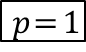 p = 1